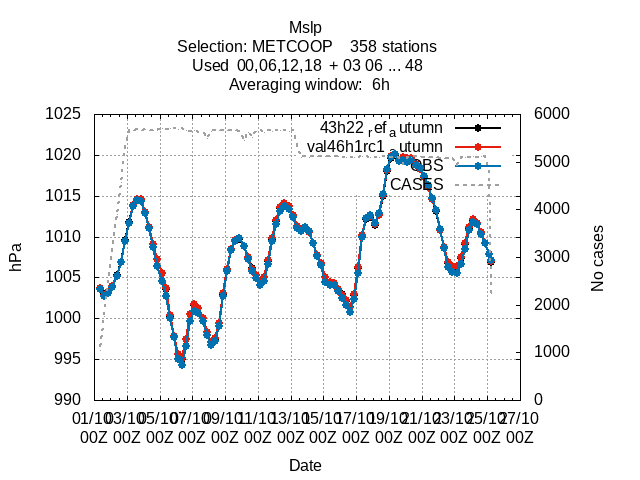 Mslp
Selection: METCOOP 358 stations
Used 00,06,12,18 + 03 06 ... 48
Averaging window: 6h
1025
1020
1015
1010
1005
1000
995
990
hPa
6000
5000
4000
3000
2000
1000
0
No cases
43h22refautumn
val46h1rc1autumn
OBS
CASES
01/10 03/10 05/10 07/10 09/10 11/10 13/10 15/10 17/10 19/10 21/10 23/10 25/10 27/10
00Z 00Z 00Z 00Z 00Z 00Z 00Z 00Z 00Z 00Z 00Z 00Z 00Z 00Z
Date